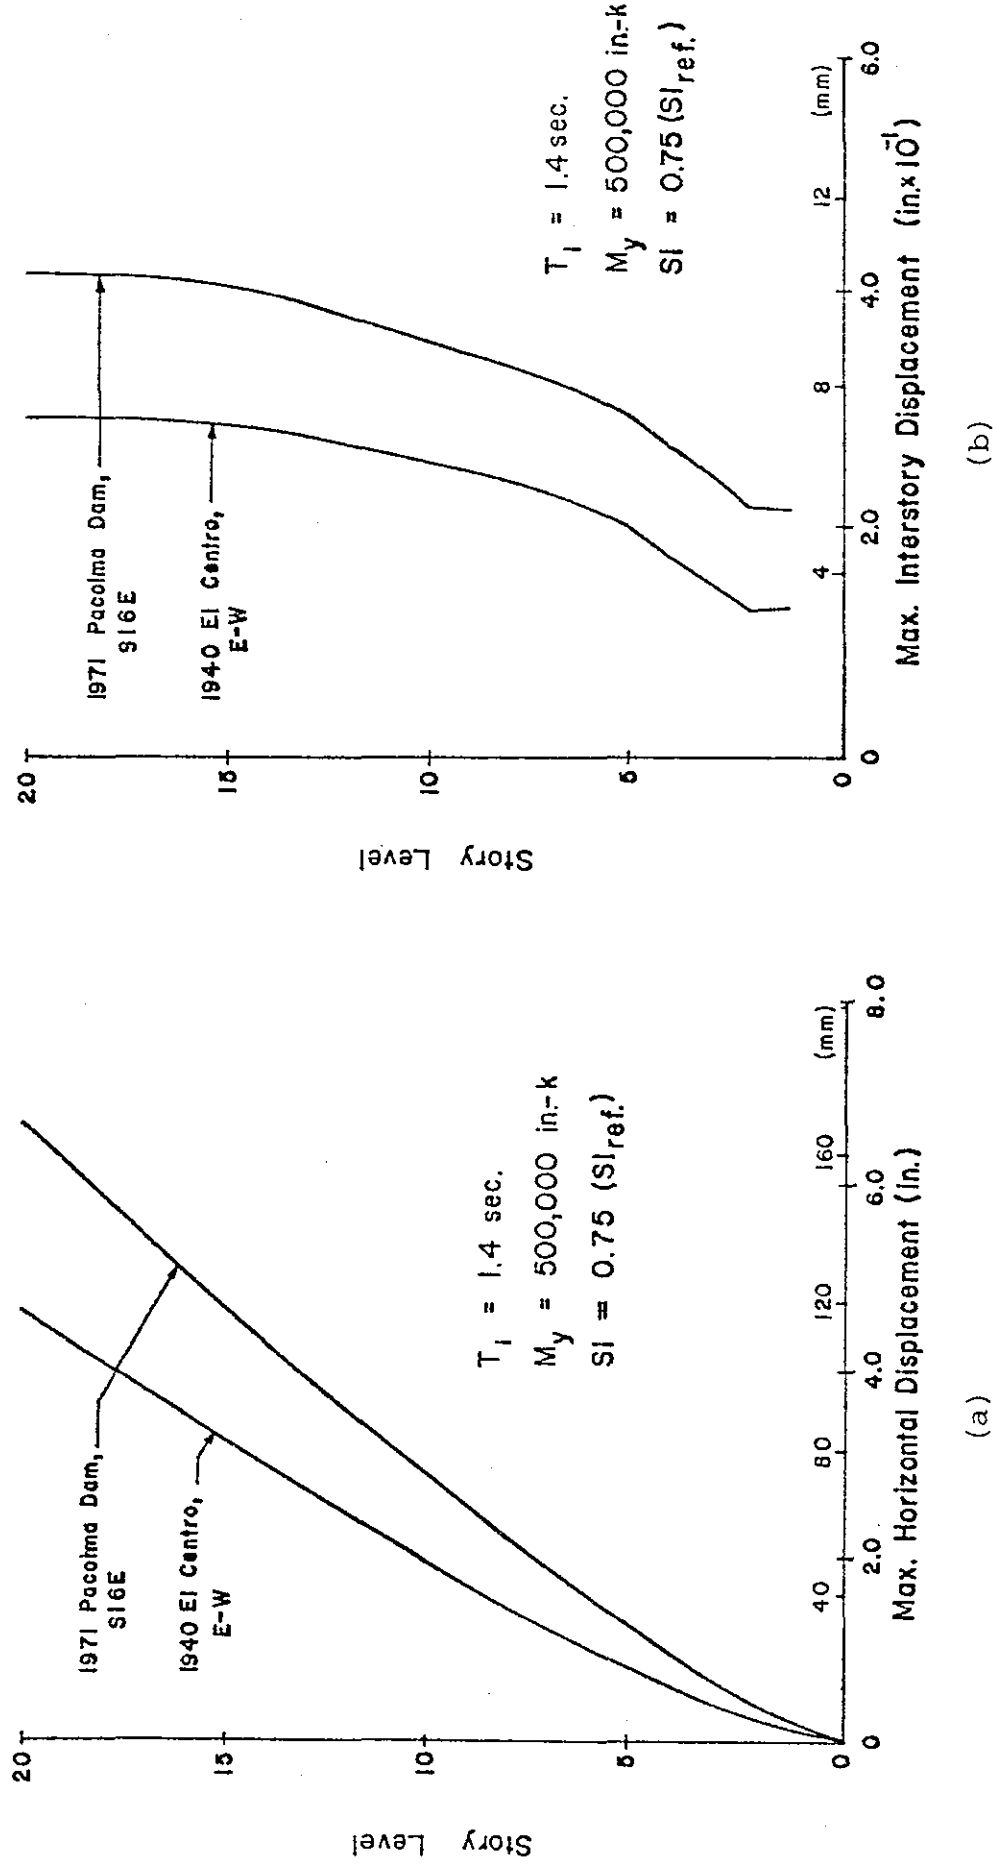 20
15
10
5
0
Story Level
1971 Pacoima Dam,
S16E
1940 El Centro,
E-W
T1 = 1.4 sec.
My = 500,000 in.-k
SI = 0.75 (SIref.)
40
80
120
160
(mm)
0
2.0
4.0
6.0
8.0
Max. Horizontal Displacement (in.)
(a)
20
15
10
5
0
Story Level
1971 Pacoima Dam,
S16E
1940 El Centro,
E-W
T1 = 1.4 sec.
My = 500,000 in.-k
SI = 0.75 (SIref.)
4
8
12
(mm)
0
2.0
4.0
6.0
Max. Interstory Displacement (in.x10-1)
(b)